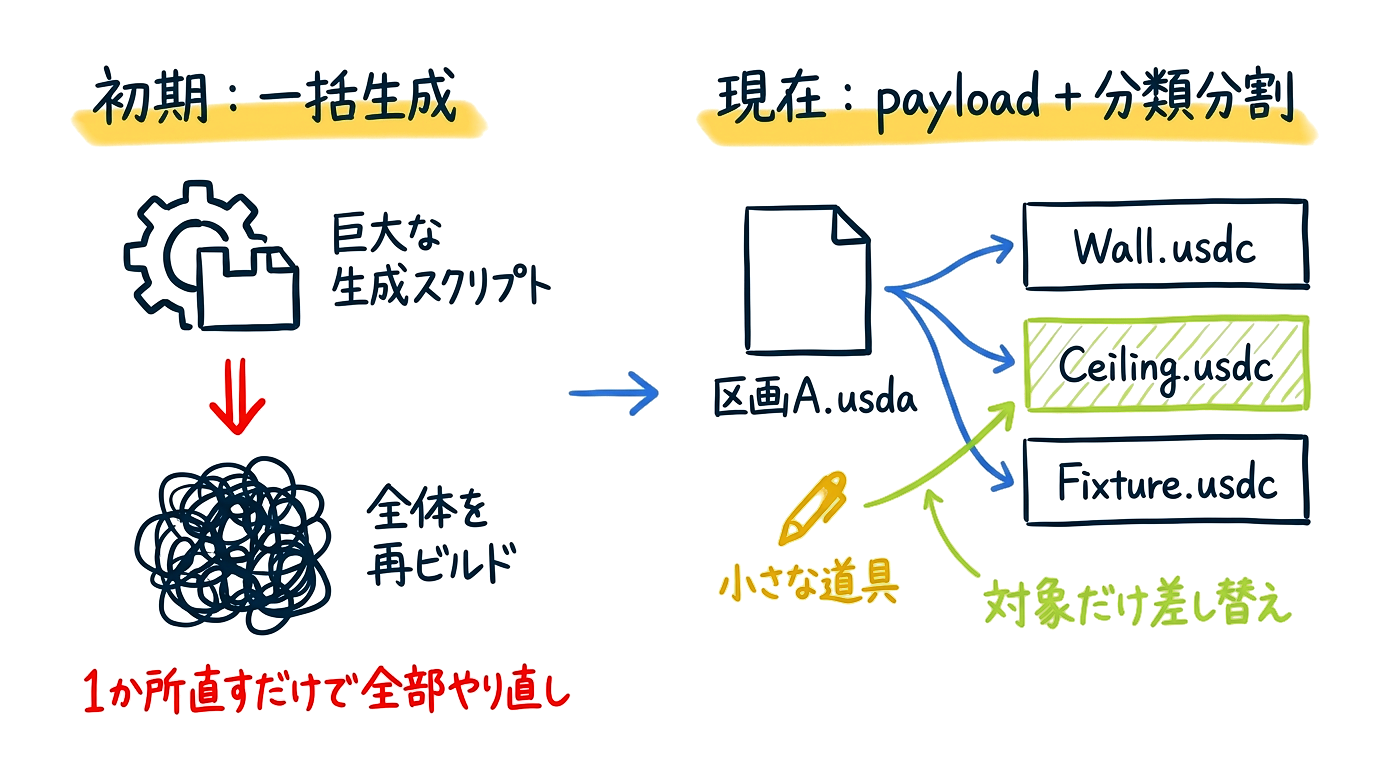 初期：一括生成
巨大な
生成スクリプト
全体を
再ビルド
1か所直すだけで全部やり直し
現在：payload + 分類分割
区画A.usda
Wall.usdc
Ceiling.usdc
Fixture.usdc
小さな道具
対象だけ差し替え